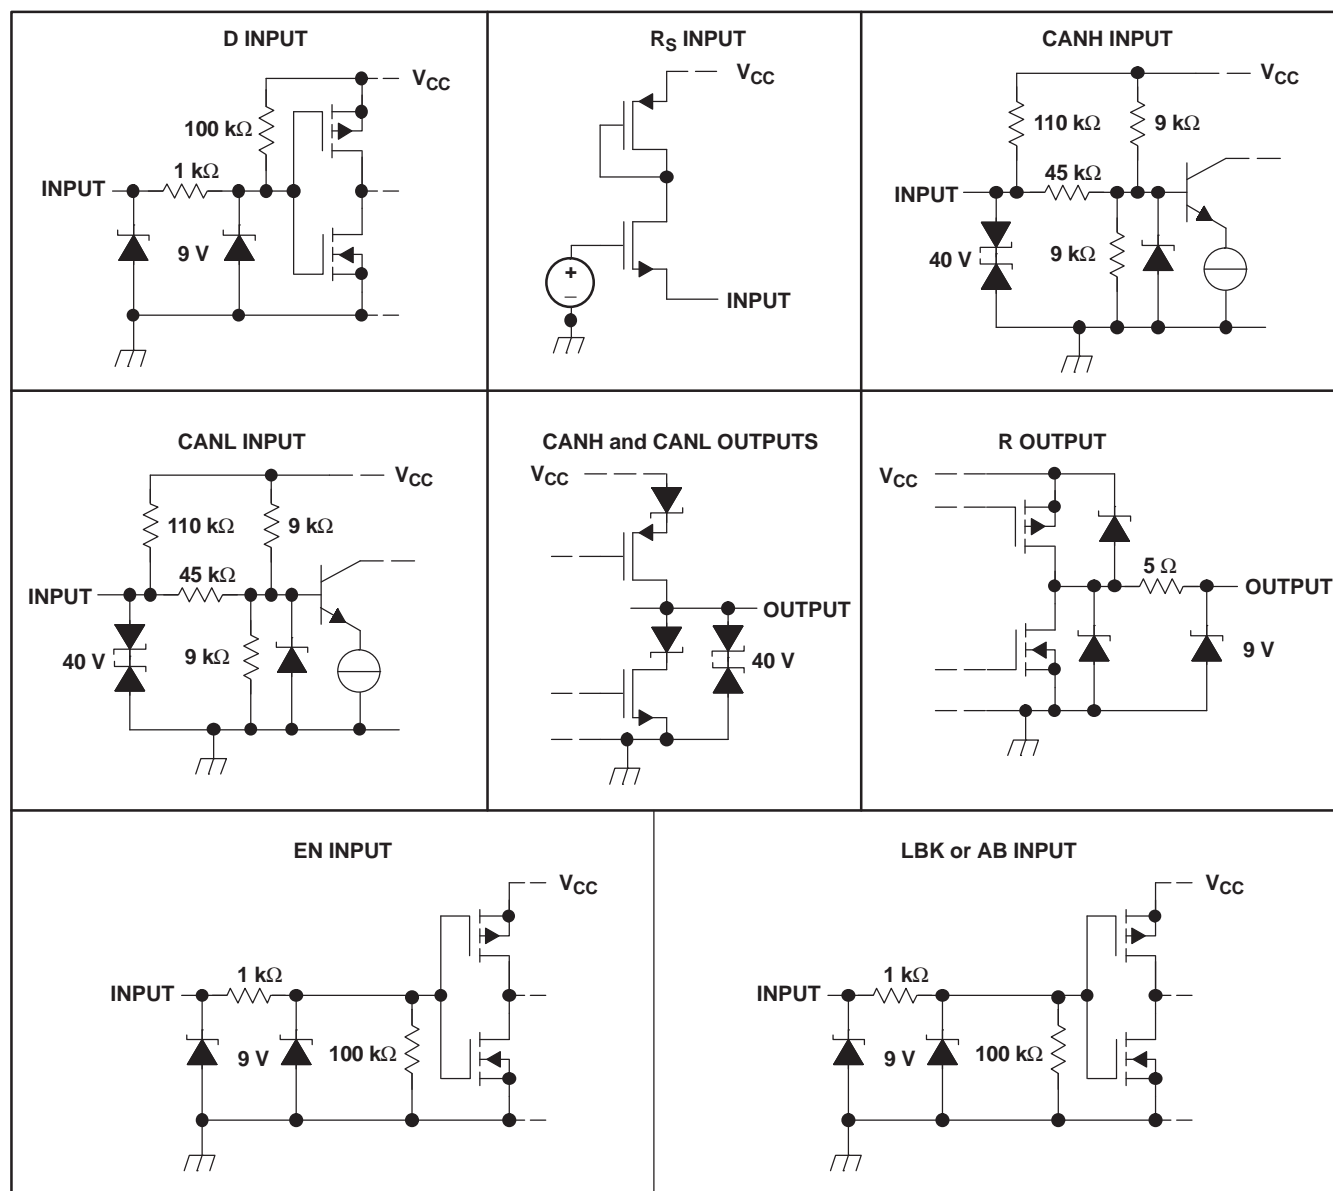 D INPUT
VCC
100 kΩ
1 kΩ
INPUT
9 V
RS INPUT
VCC
+
–
INPUT
CANH INPUT
VCC
110 kΩ
9 kΩ
45 kΩ
INPUT
40 V
9 kΩ
CANL INPUT
VCC
110 kΩ
9 kΩ
45 kΩ
INPUT
40 V
9 kΩ
CANH and CANL OUTPUTS
VCC
OUTPUT
40 V
R OUTPUT
VCC
5 Ω
OUTPUT
9 V
EN INPUT
VCC
1 kΩ
INPUT
9 V
100 kΩ
LBK or AB INPUT
VCC
1 kΩ
INPUT
9 V
100 kΩ